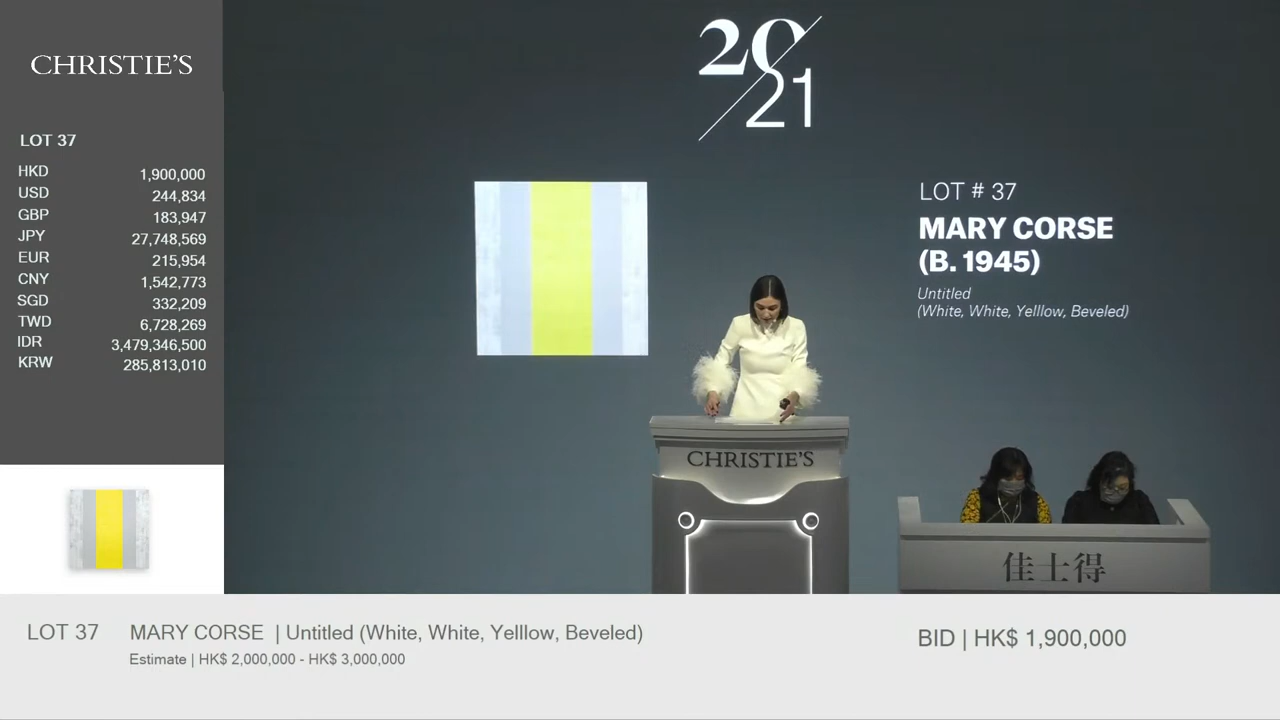 CHRISTIE'S
LOT 37
HKD 1,900,000
USD 244,834
GBP 183,947
JPY 27,748,569
EUR 215,954
CNY 1,542,773
SGD 332,209
TWD 6,728,269
IDR 3,479,346,500
KRW 285,813,010
20/21
LOT # 37
MARY CORSE
(B. 1945)
Untitled
(White, White, Yelllow, Beveled)
CHRISTIE'S
佳士得
LOT 37 MARY CORSE | Untitled (White, White, Yelllow, Beveled)
Estimate | HK$ 2,000,000 - HK$ 3,000,000
BID | HK$ 1,900,000